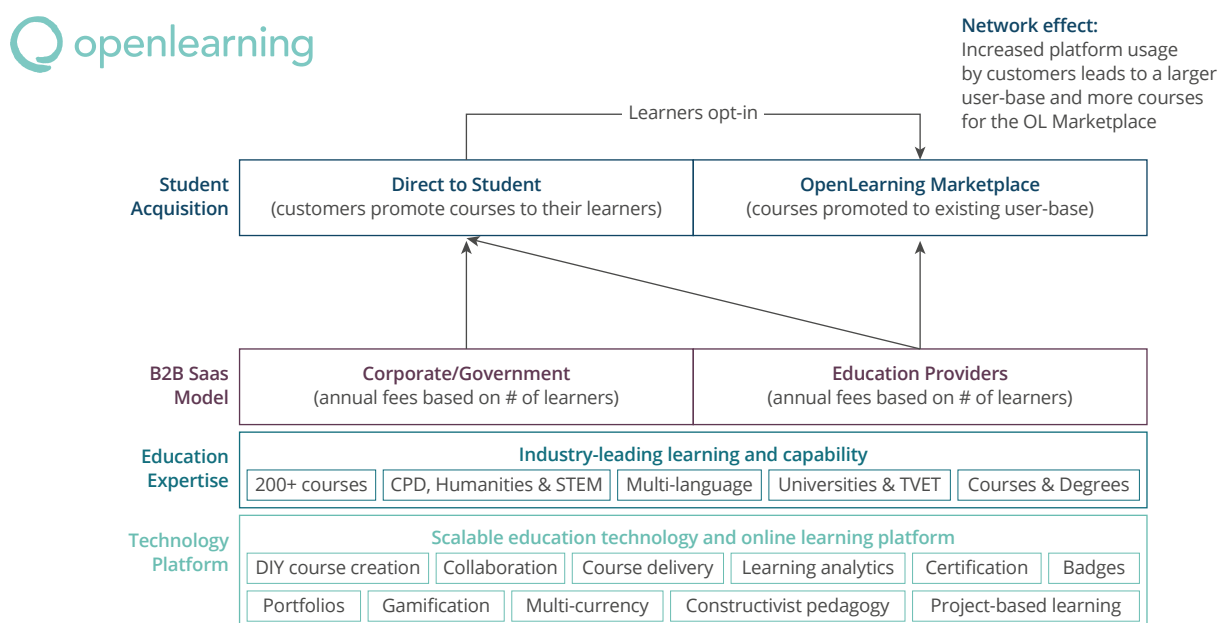 openlearning
Network effect:
Increased platform usage
by customers leads to a larger
user-base and more courses
for the OL Marketplace
Learners opt-in
Student
Acquisition
Direct to Student
(customers promote courses to their learners)
OpenLearning Marketplace
(courses promoted to existing user-base)
B2B Saas
Model
Corporate/Government
(annual fees based on # of learners)
Education Providers
(annual fees based on # of learners)
Education
Expertise
Industry-leading learning and capability
200+ courses
CPD, Humanities & STEM
Multi-language
Universities & TVET
Courses & Degrees
Technology
Platform
Scalable education technology and online learning platform
DIY course creation
Collaboration
Course delivery
Learning analytics
Certification
Badges
Portfolios
Gamification
Multi-currency
Constructivist pedagogy
Project-based learning